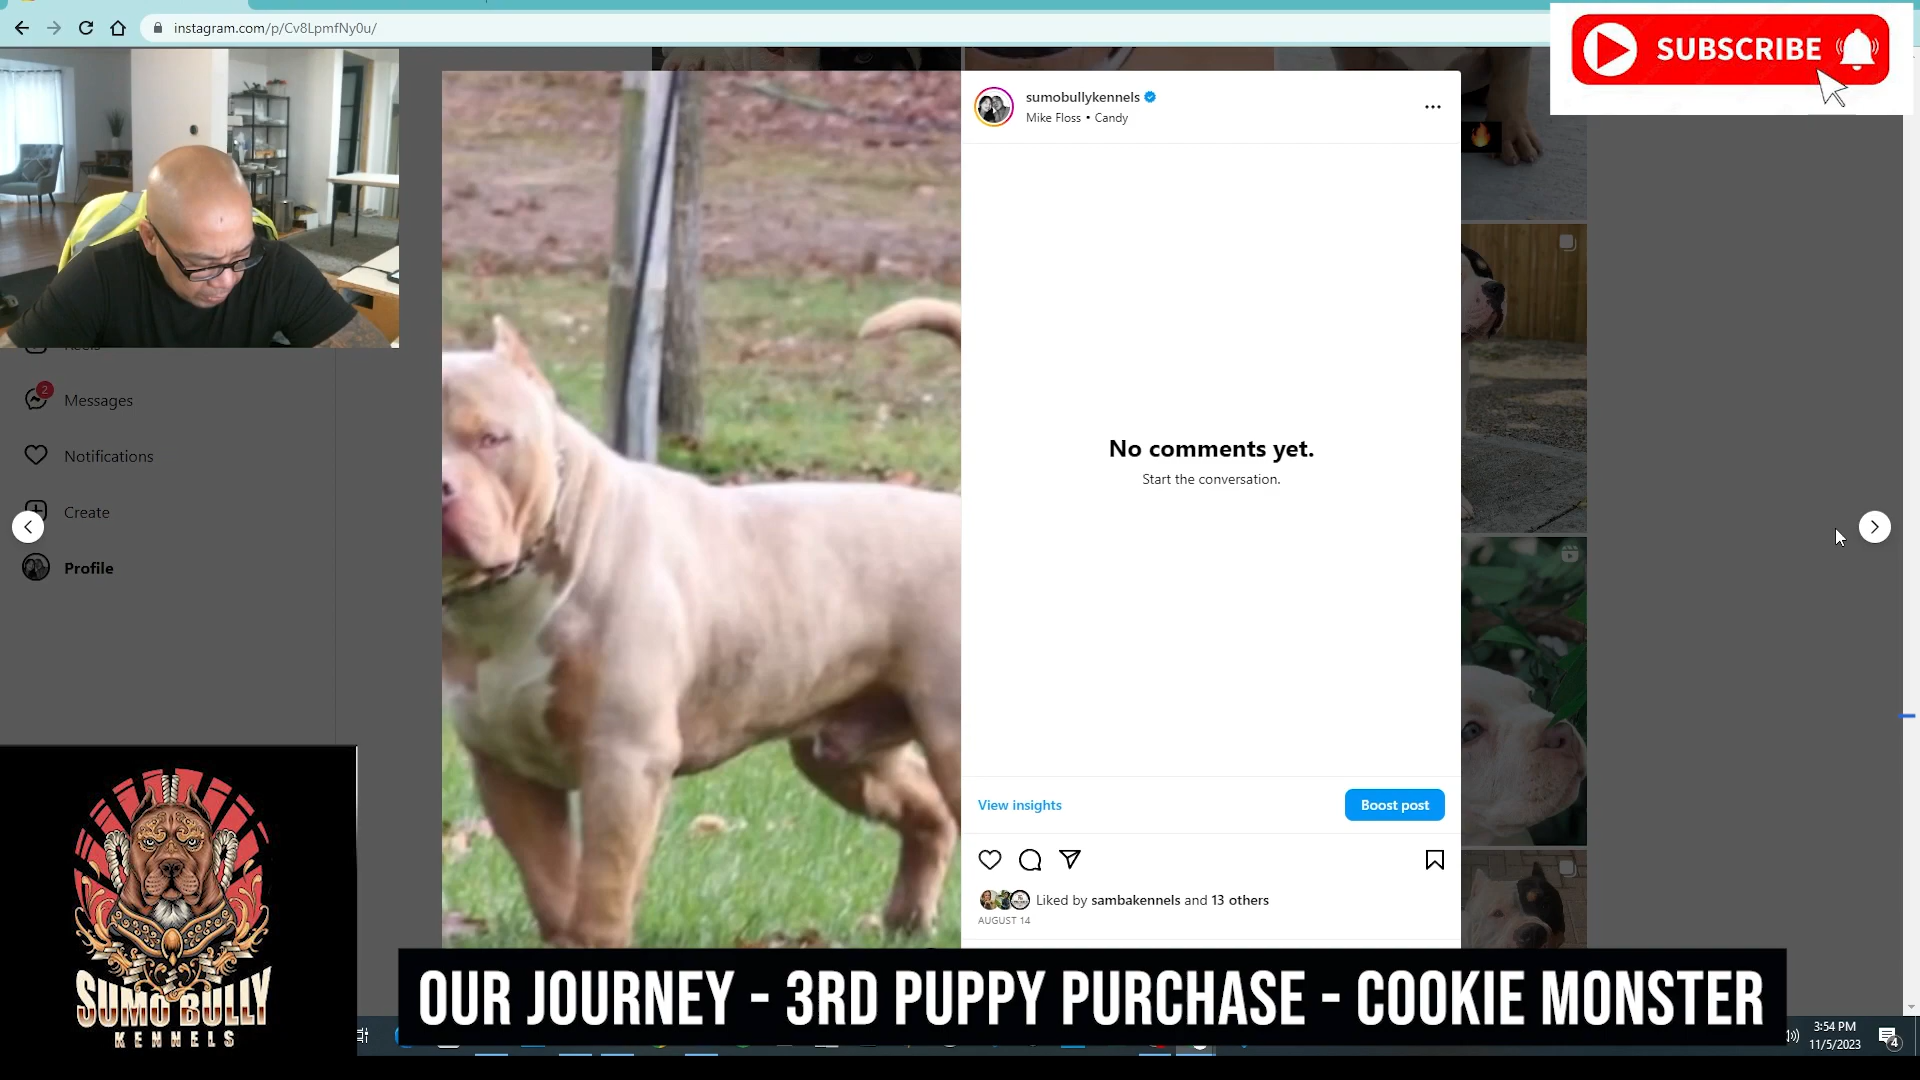 instagram.com/p/Cv8LpmfNy0u/
SUBSCRIBE
sumobullykennels
Mike Floss • Candy
2
Messages
Notifications
Create
Profile
No comments yet.
Start the conversation.
View insights
Boost post
Liked by sambakennels and 13 others
AUGUST 14
SUMO BULLY
KENNELS
OUR JOURNEY - 3RD PUPPY PURCHASE - COOKIE MONSTER
3:54 PM
11/5/2023
4